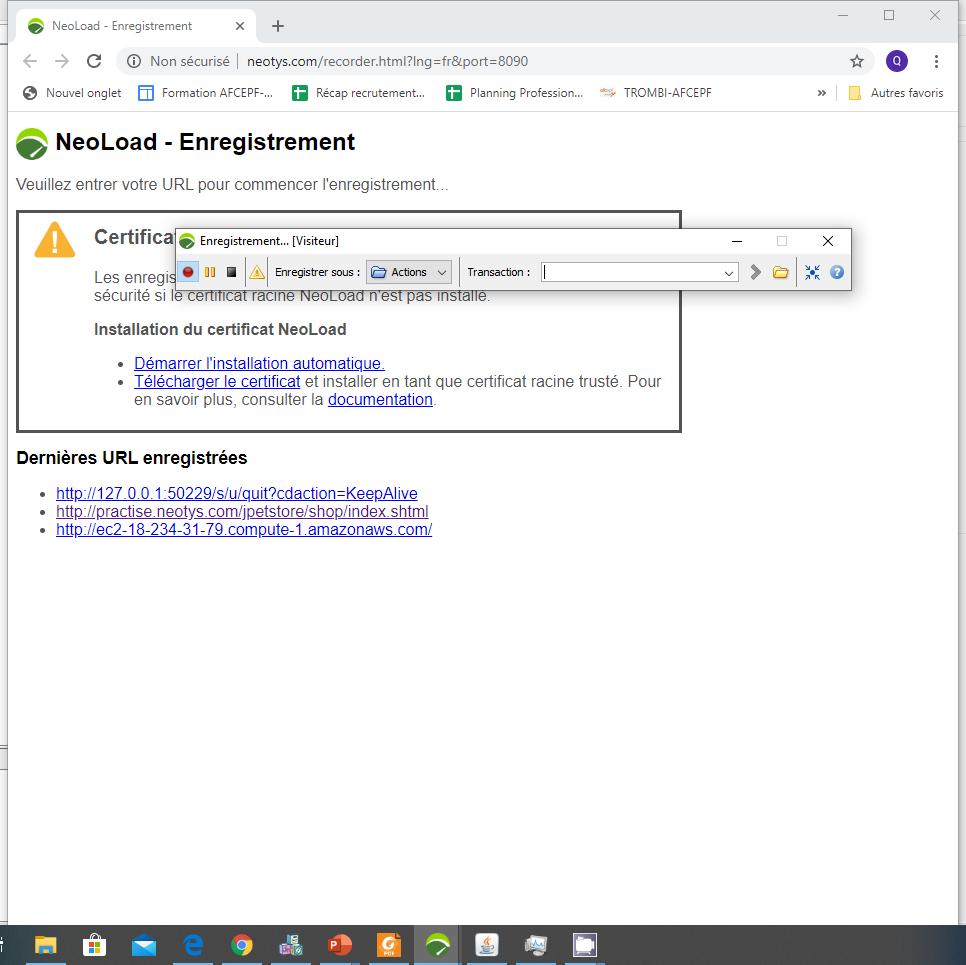 NeoLoad - Enregistrement
Non sécurisé | neotys.com/recorder.html?lng=fr&port=8090
Q
Nouvel onglet Formation AFCEPF-... Récap recrutement... Planning Profession... TROMBI-AFCEPF » Autres favoris
NeoLoad - Enregistrement
Veuillez entrer votre URL pour commencer l'enregistrement...
Certifica
Enregistrement... [Visiteur]
Les enregis
Enregistrer sous : Actions Transaction :
sécurité si le certificat racine NeoLoad n'est pas installé.
Installation du certificat NeoLoad
• Démarrer l'installation automatique.
• Télécharger le certificat et installer en tant que certificat racine trusté. Pour
en savoir plus, consulter la documentation.
Dernières URL enregistrées
• http://127.0.0.1:50229/s/u/quit?cdaction=KeepAlive
• http://practise.neotys.com/jpetstore/shop/index.shtml
• http://ec2-18-234-31-79.compute-1.amazonaws.com/